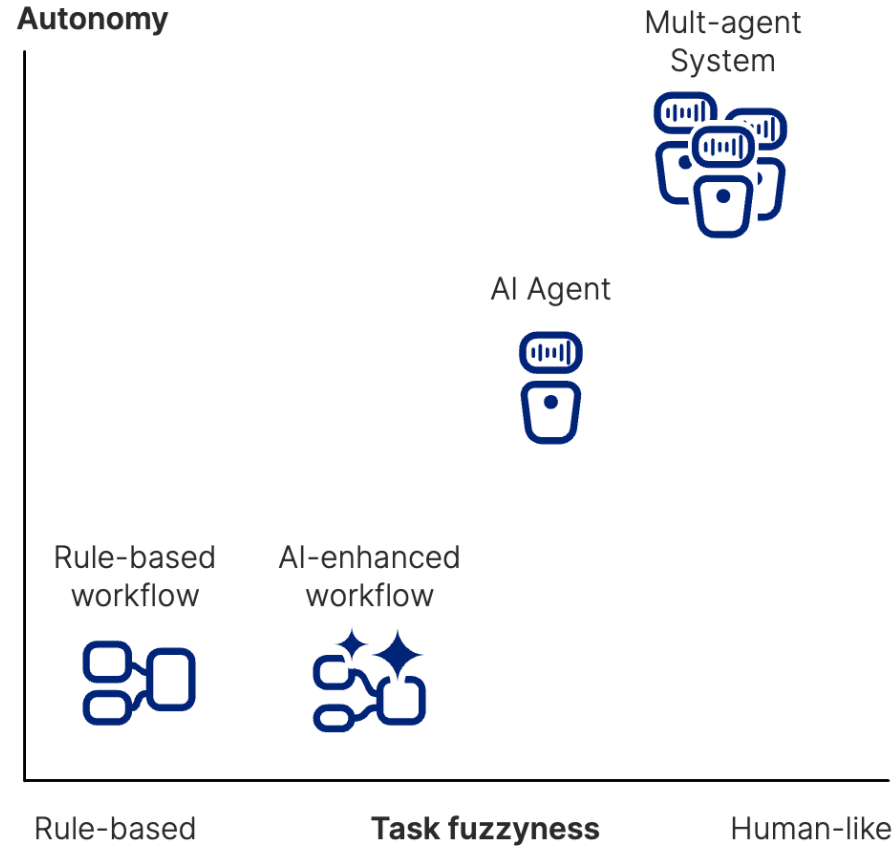 Autonomy
Mult-agent
System
AI Agent
Rule-based
workflow
AI-enhanced
workflow
Rule-based
Task fuzzyness
Human-like